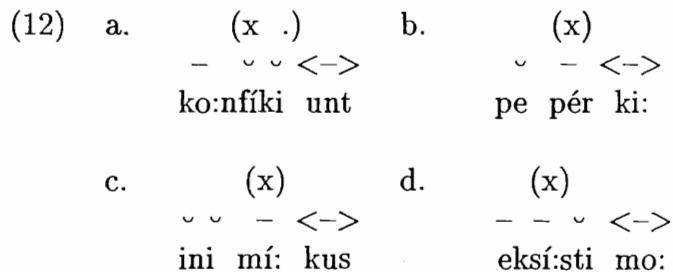 (12) a. (x .) b. (x)
– ˘ ˘ <–> ˘ – <–>
ko:nfíki unt pe pér ki:
c. (x) d. (x)
˘ ˘ – <–> – – ˘ <–>
ini mí: kus eksí:sti mo: